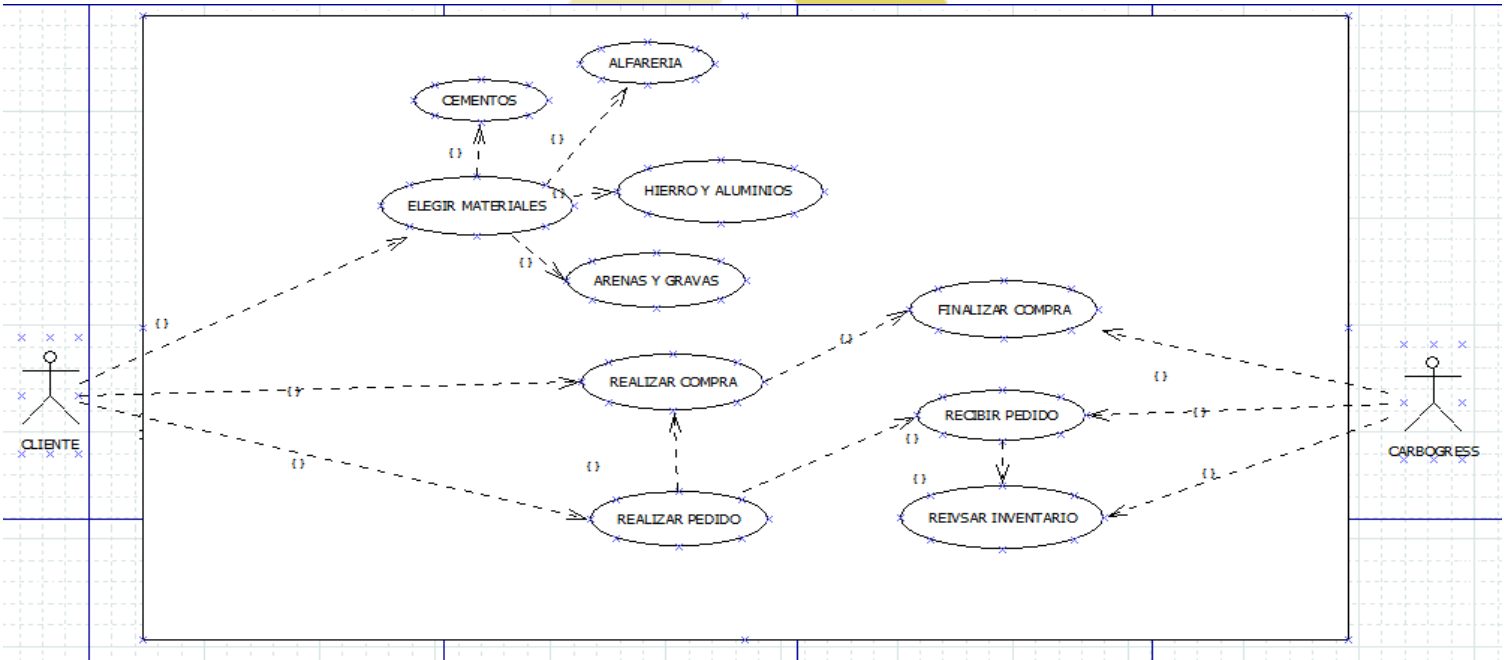 ALFARERIA
CEMENTOS
{ }
{ }
{ }
HIERRO Y ALUMINIOS
ELEGIR MATERIALES
{ }
ARENAS Y GRAVAS
{ }
FINALIZAR COMPRA
{ }
{ }
REALIZAR COMPRA
{ }
{ }
RECIBIR PEDIDO
{ }
CLIENTE
{ }
CARBOGRESS
{ }
{ }
{ }
{ }
REALIZAR PEDIDO
REIVSAR INVENTARIO